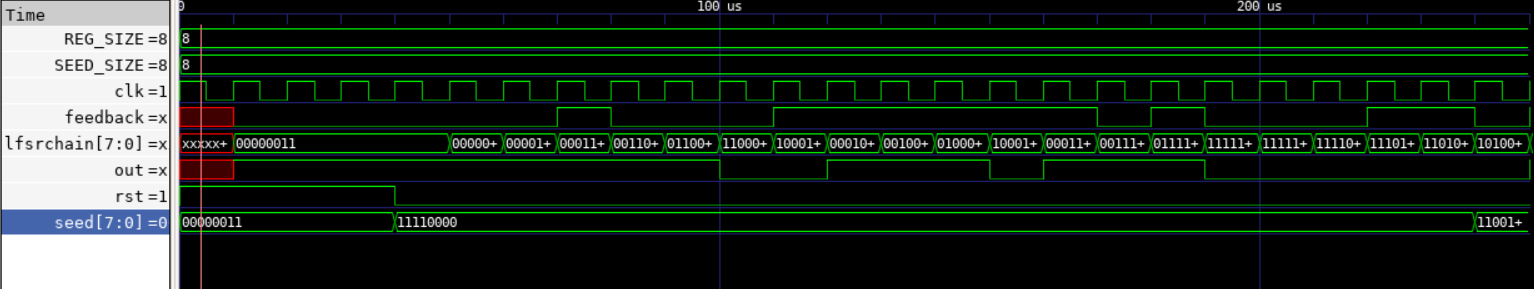 Time 0 100 us 200 us
REG_SIZE =8 8
SEED_SIZE =8 8
clk =1
feedback =x
lfsrchain[7:0] =x xxxxx+ 00000011 00000+ 00001+ 00011+ 00110+ 01100+ 11000+ 10001+ 00010+ 00100+ 01000+ 10001+ 00011+ 00111+ 01111+ 11111+ 11111+ 11110+ 11101+ 11010+ 10100+
out =x
rst =1
seed[7:0] =0 00000011 11110000 11001+